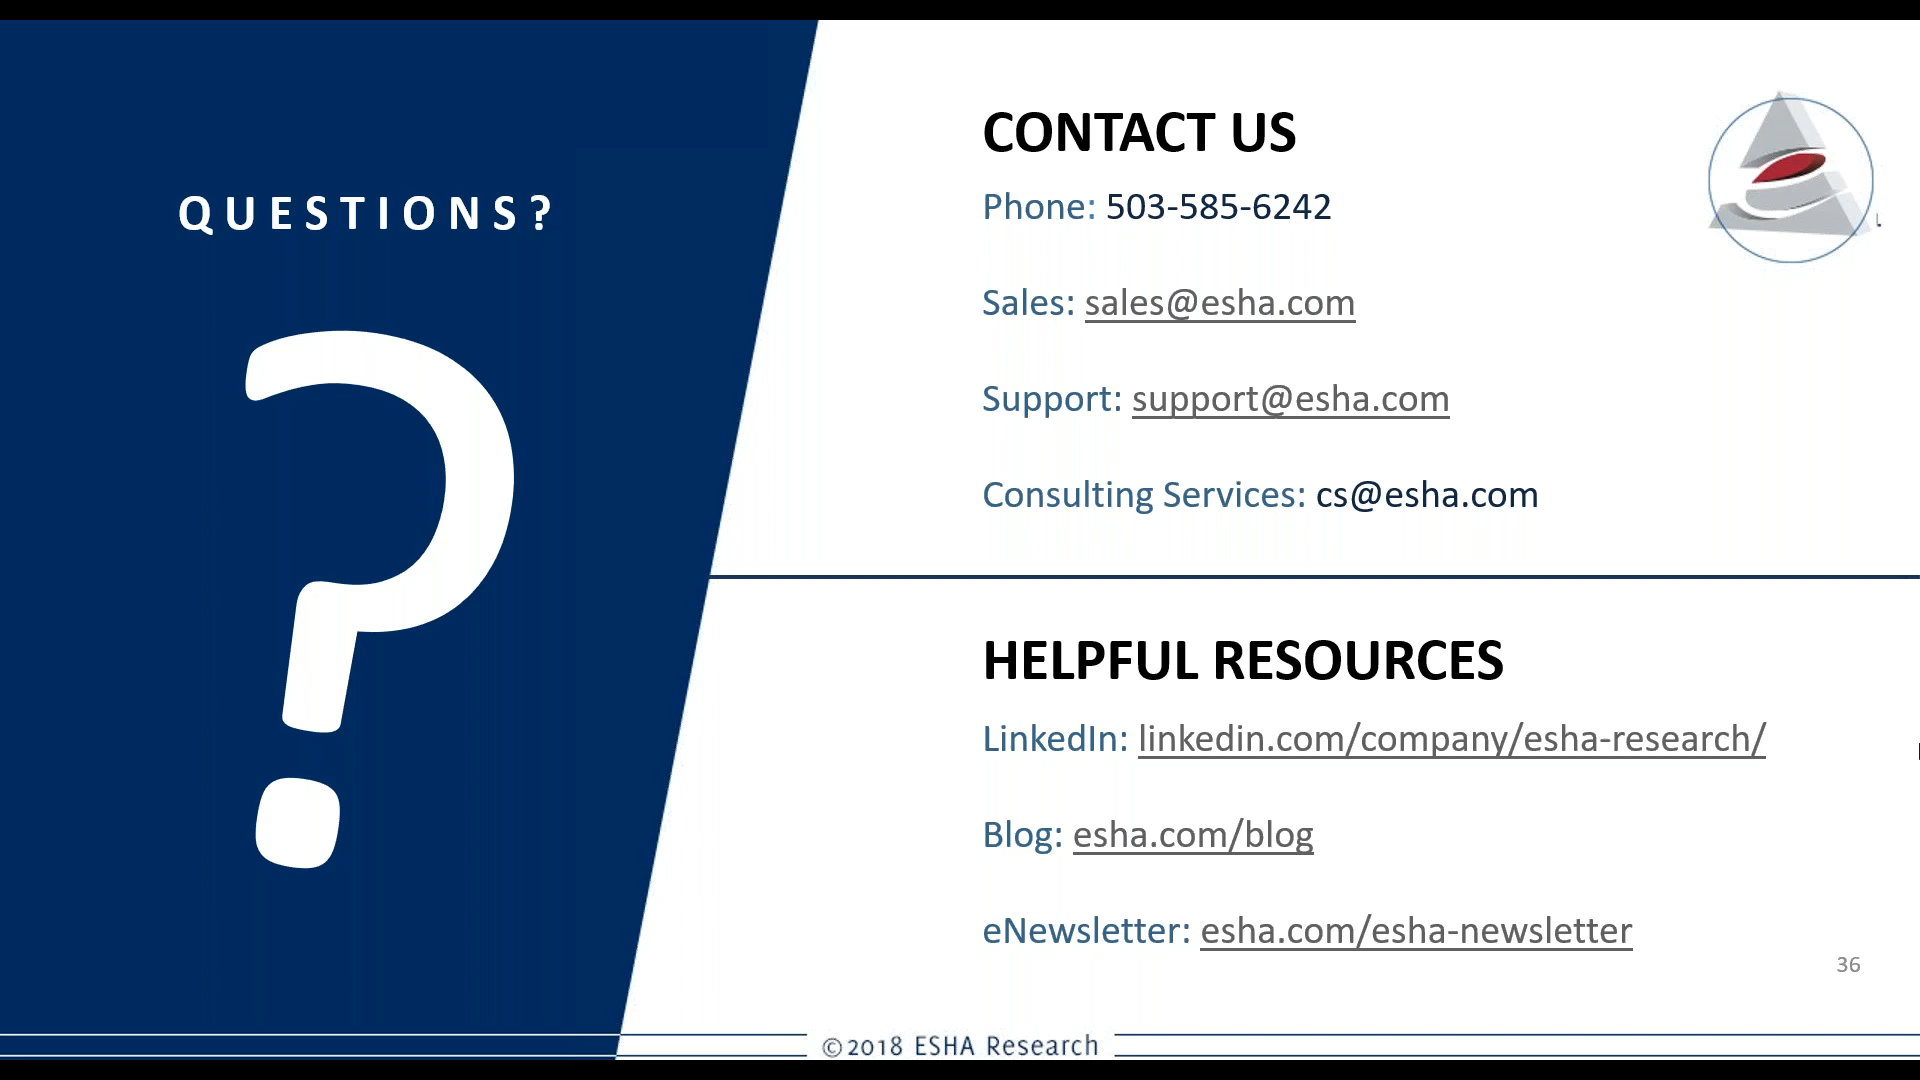 QUESTIONS?
?
CONTACT US
Phone: 503-585-6242
Sales: sales@esha.com
Support: support@esha.com
Consulting Services: cs@esha.com
HELPFUL RESOURCES
LinkedIn: linkedin.com/company/esha-research/
Blog: esha.com/blog
eNewsletter: esha.com/esha-newsletter
36
©2018 ESHA Research